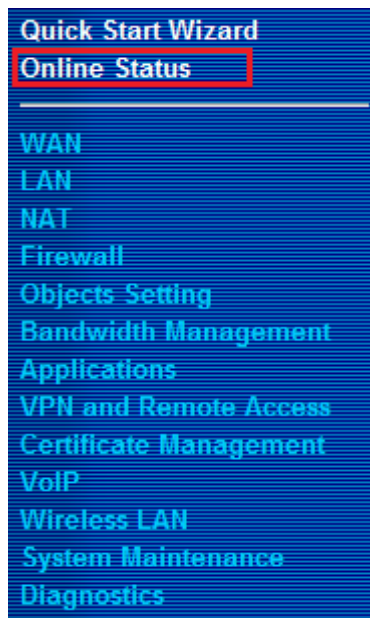 Quick Start Wizard
Online Status
WAN
LAN
NAT
Firewall
Objects Setting
Bandwidth Management
Applications
VPN and Remote Access
Certificate Management
VoIP
Wireless LAN
System Maintenance
Diagnostics